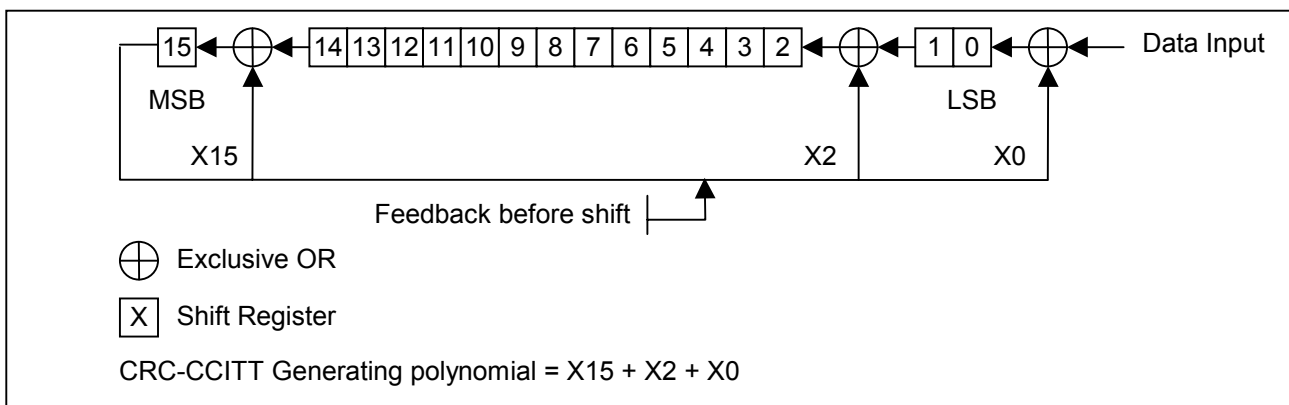 15 14 13 12 11 10 9 8 7 6 5 4 3 2 1 0 Data Input
MSB LSB
X15 X2 X0
Feedback before shift
Exclusive OR
X Shift Register
CRC-CCITT Generating polynomial = X15 + X2 + X0